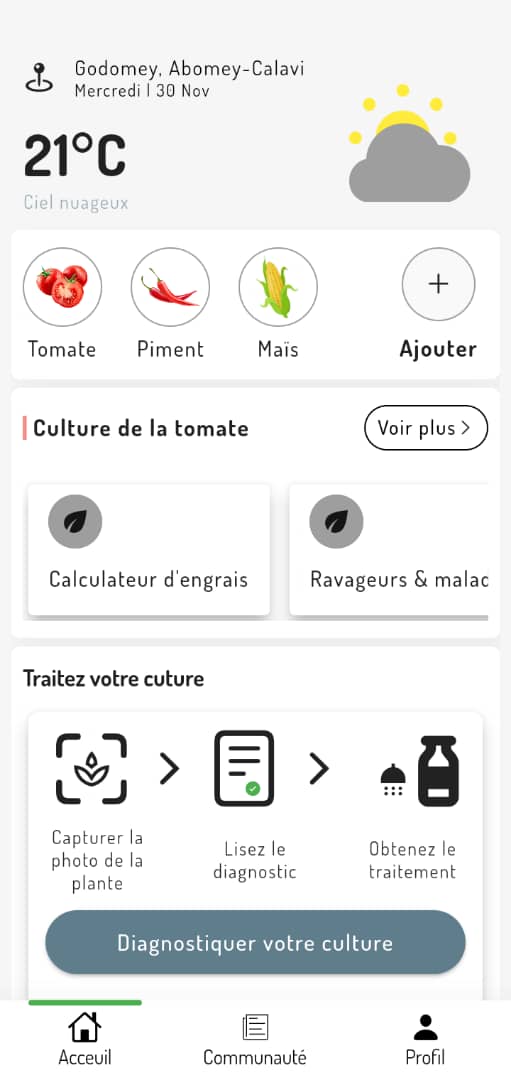 Godomey, Abomey-Calavi
Mercredi | 30 Nov
21°C
Ciel nuageux
Tomate
Piment
Maïs
Ajouter
Culture de la tomate
Voir plus
Calculateur d'engrais
Ravageurs & malad
Traitez votre cuture
Capturer la
photo de la
plante
Lisez le
diagnostic
Obtenez le
traitement
Diagnostiquer votre culture
Acceuil
Communauté
Profil